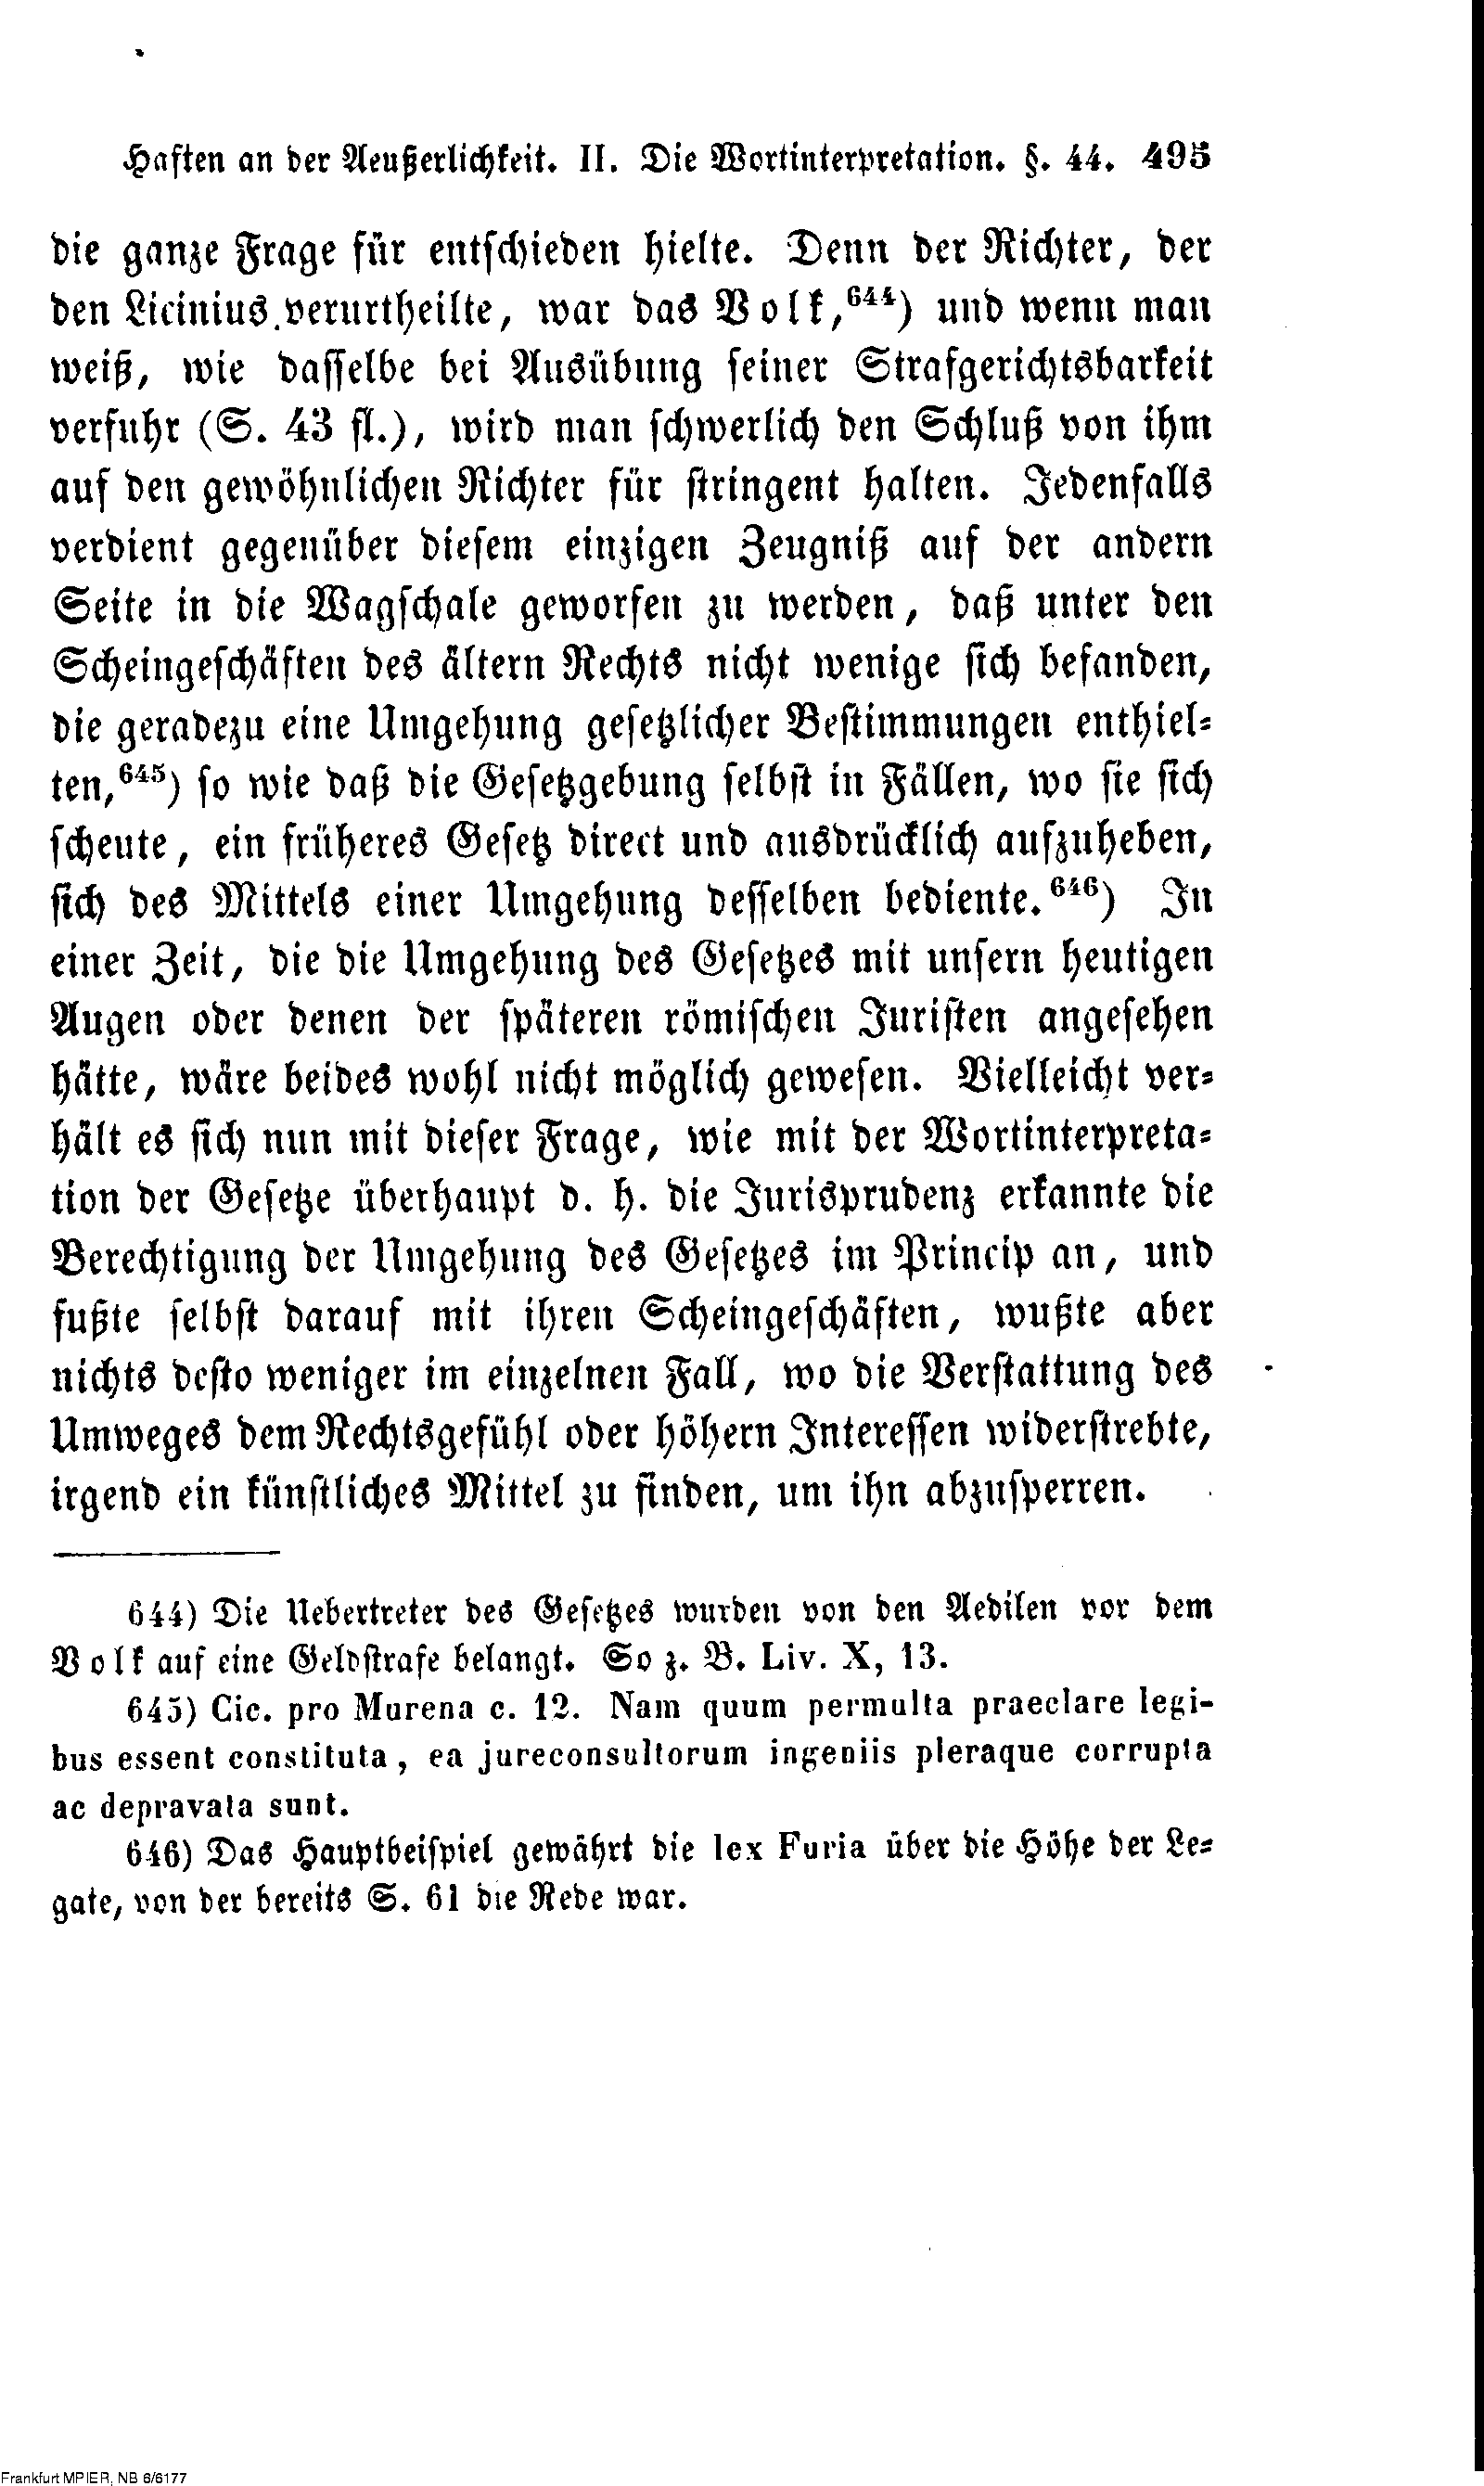 Haften an der Aeußerlichkeit. II. Die Wortinterpretation. §. 44. 495
die ganze Frage für entschieden hielte. Denn der Richter, der
den Licinius verurtheilte, war das Volk,⁶⁴⁴) und wenn man
weiß, wie dasselbe bei Ausübung seiner Strafgerichtsbarkeit
verfuhr (S. 43 fl.), wird man schwerlich den Schluß von ihm
auf den gewöhnlichen Richter für stringent halten. Jedenfalls
verdient gegenüber diesem einzigen Zeugniß auf der andern
Seite in die Wagschale geworfen zu werden, daß unter den
Scheingeschäften des ältern Rechts nicht wenige sich befanden,
die geradezu eine Umgehung gesetzlicher Bestimmungen enthiel-
ten,⁶⁴⁵) so wie daß die Gesetzgebung selbst in Fällen, wo sie sich
scheute, ein früheres Gesetz direct und ausdrücklich aufzuheben,
sich des Mittels einer Umgehung desselben bediente.⁶⁴⁶) In
einer Zeit, die die Umgehung des Gesetzes mit unsern heutigen
Augen oder denen der späteren römischen Juristen angesehen
hätte, wäre beides wohl nicht möglich gewesen. Vielleicht ver-
hält es sich nun mit dieser Frage, wie mit der Wortinterpreta-
tion der Gesetze überhaupt d. h. die Jurisprudenz erkannte die
Berechtigung der Umgehung des Gesetzes im Princip an, und
fußte selbst darauf mit ihren Scheingeschäften, wußte aber
nichts desto weniger im einzelnen Fall, wo die Verstattung des
Umweges dem Rechtsgefühl oder höhern Interessen widerstrebte,
irgend ein künstliches Mittel zu finden, um ihn abzusperren.
644) Die Uebertreter des Gesetzes wurden von den Aedilen vor dem
Volk auf eine Geldstrafe belangt. So z. B. Liv. X, 13.
645) Cic. pro Murena c. 12. Nam quum permulta praeclare legi-
bus essent constituta, ea jureconsultorum ingeniis pleraque corrupta
ac depravata sunt.
646) Das Hauptbeispiel gewährt die lex Furia über die Höhe der Le-
gate, von der bereits S. 61 die Rede war.
Frankfurt MPIER, NB 6/6177